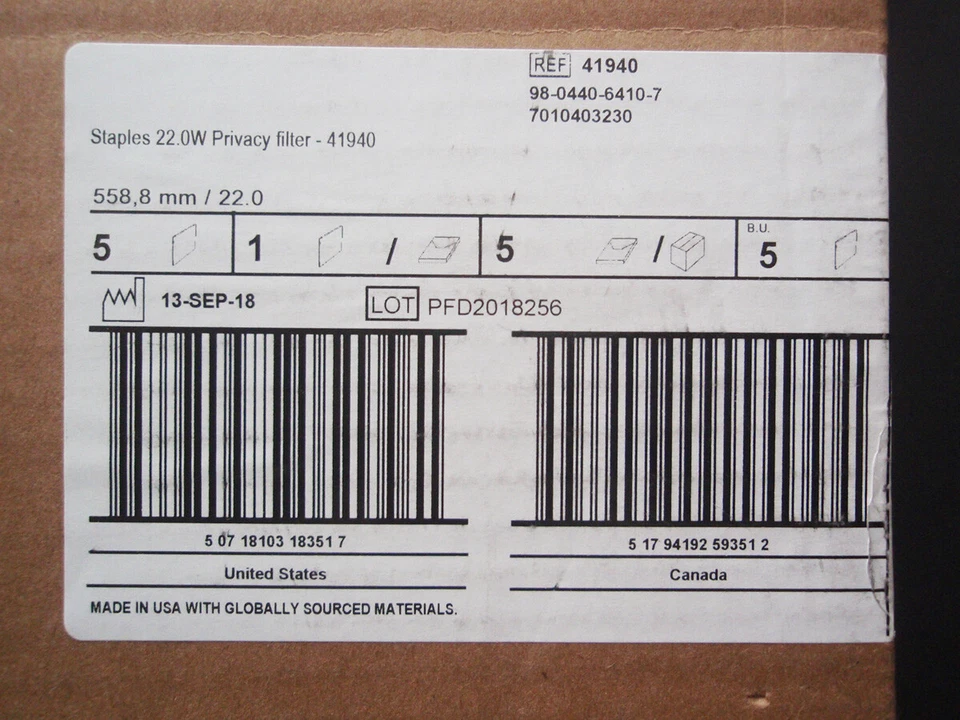 REF 41940
98-0440-6410-7
7010403230
Staples 22.0W Privacy filter - 41940
558,8 mm / 22.0
5 1 / 5 / B.U. 5
13-SEP-18 LOT PFD2018256
5 07 18103 18351 7 5 17 94192 59351 2
United States Canada
MADE IN USA WITH GLOBALLY SOURCED MATERIALS.